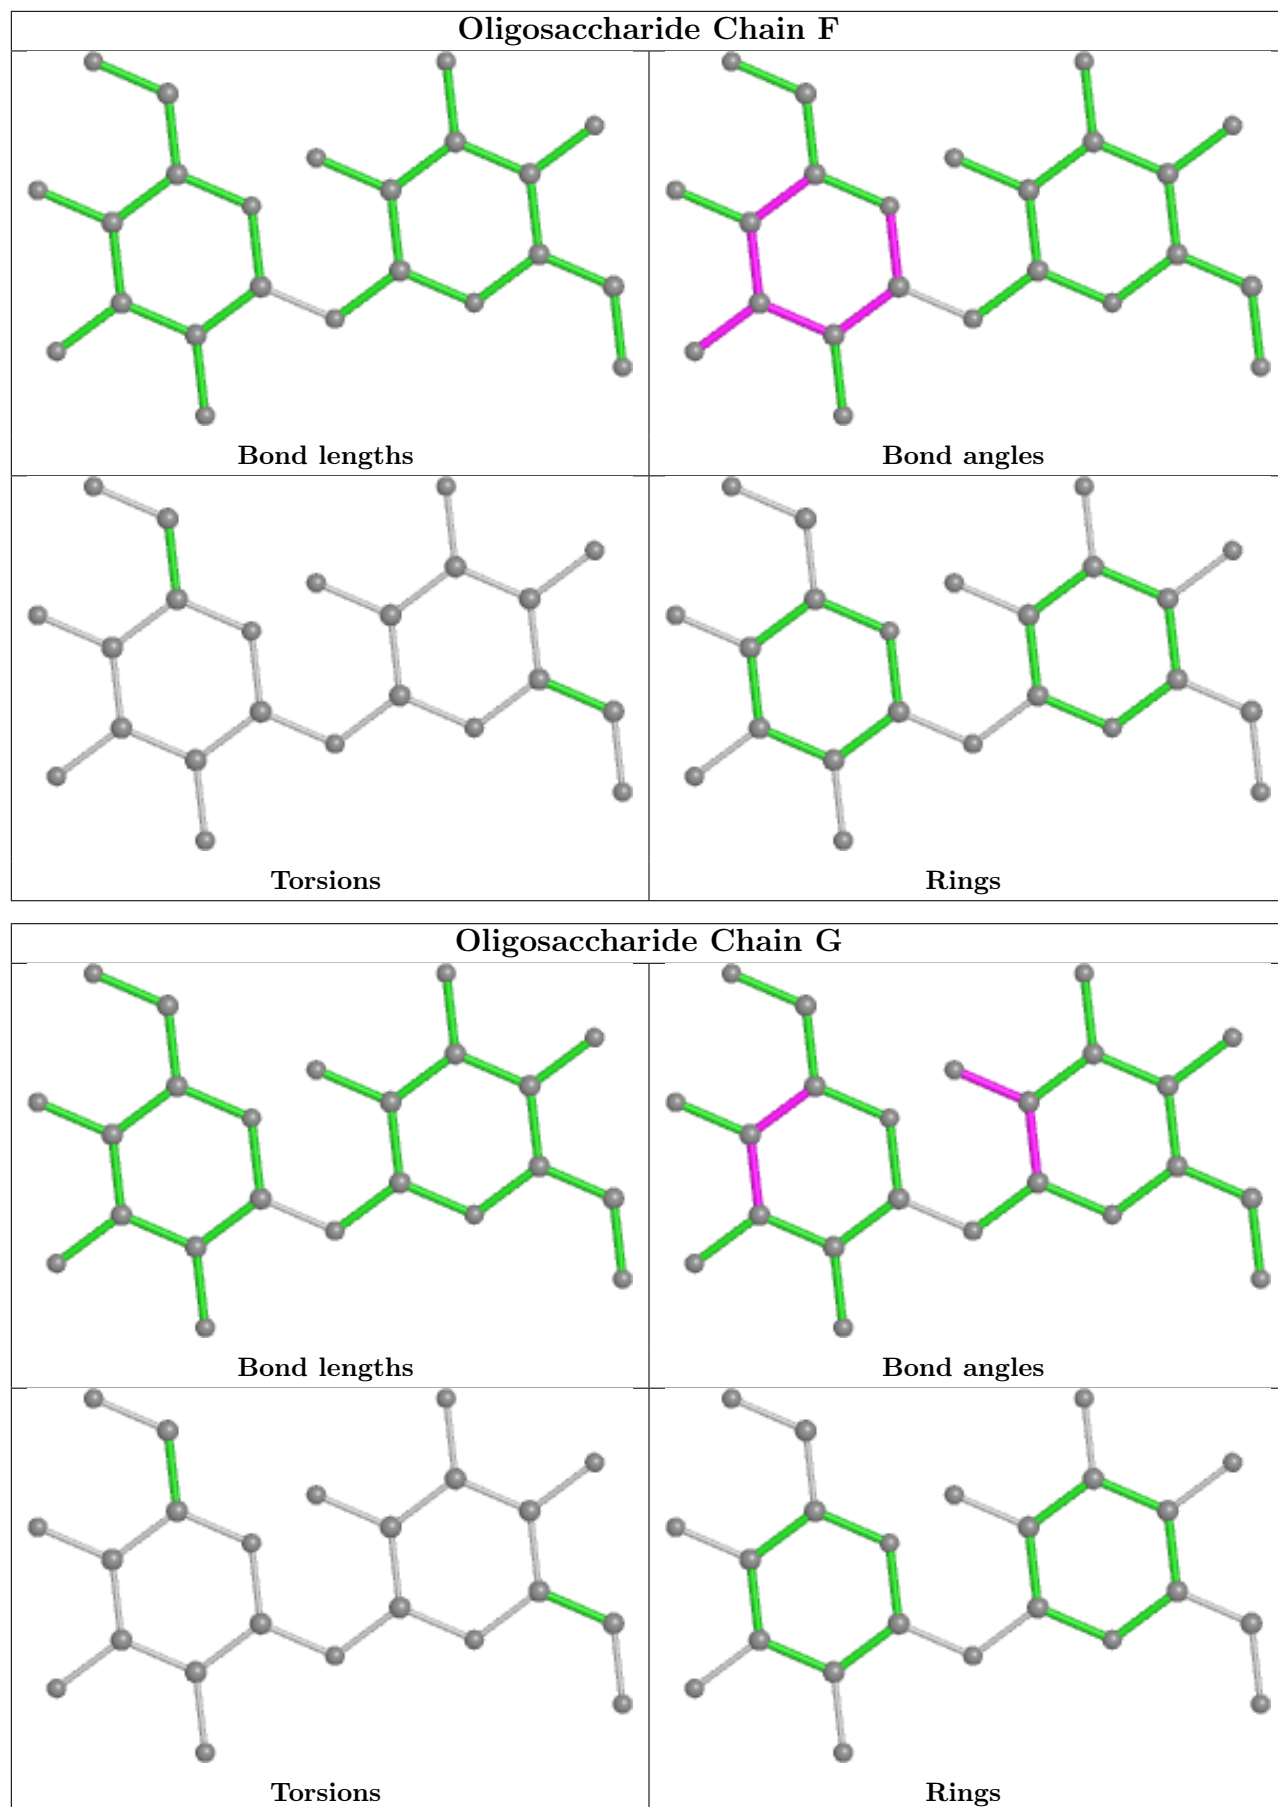 Oligosaccharide Chain F
Bond lengths
Bond angles
Torsions
Rings
Oligosaccharide Chain G
Bond lengths
Bond angles
Torsions
Rings